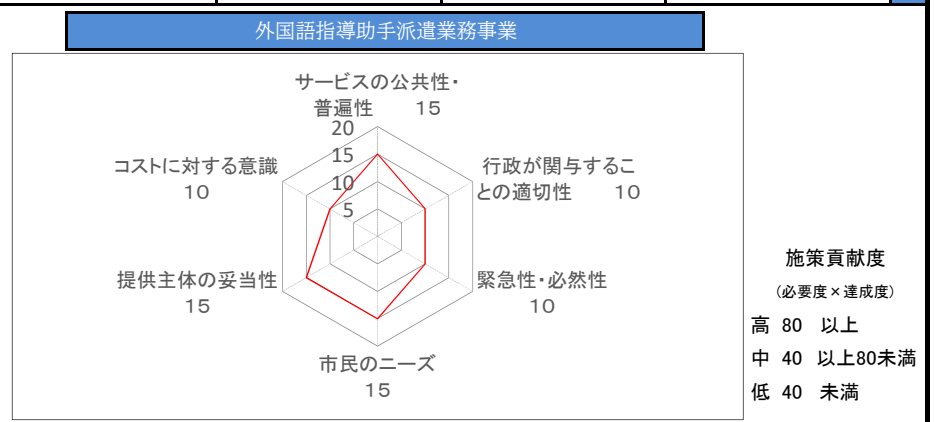 外国語指導助手派遣業務事業
サービスの公共性・
普遍性 15
20
15
10
5
コストに対する意識
10
行政が関与するこ
との適切性 10
提供主体の妥当性
15
緊急性・必然性
10
市民のニーズ
15
施策貢献度
（必要度×達成度）
高 80 以上
中 40 以上80未満
低 40 未満